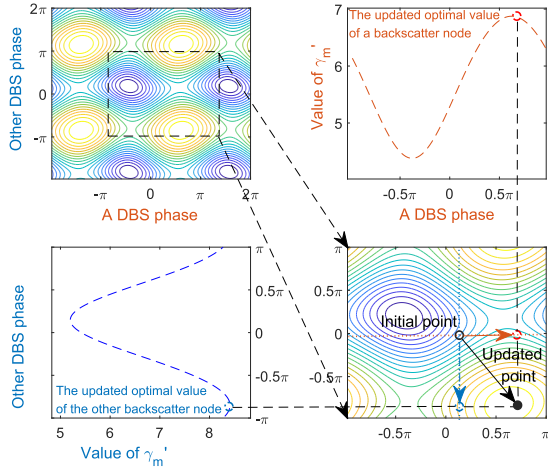 2π
π
0
-π
-π
0
π
2π
Other DBS phase
A DBS phase
7
6
5
-0.5π
0
0.5π
Value of γm'
A DBS phase
The updated optimal value
of a backscatter node
π
0.5π
0
-0.5π
-π
5
6
7
8
Other DBS phase
Value of γm'
The updated optimal value
of the other backscatter node
π
0.5π
0
-0.5π
-π
-0.5π
0
0.5π
π
Initial point
Updated
point